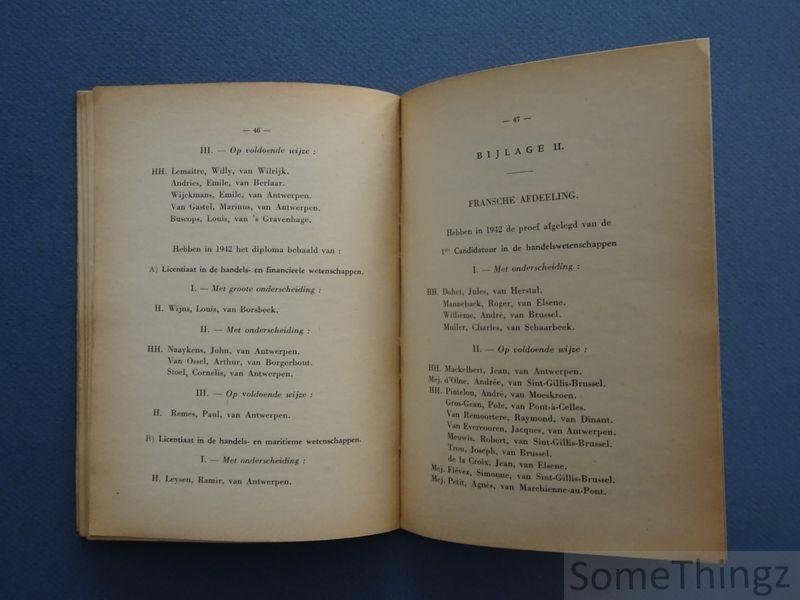 — 46 —
III. — Op voldoende wijze :
HH. Lemaitre, Willy, van Wilrijk.
Andries, Emile, van Berlaar.
Wijckmans, Emile, van Antwerpen.
Van Gastel, Marinus, van Antwerpen.
Buscops, Louis, van 's Gravenhage.
Hebben in 1942 het diploma behaald van :
A) Licentiaat in de handels- en financieele wetenschappen.
I. — Met groote onderscheiding :
H. Wijns, Louis, van Borsbeek.
II. — Met onderscheiding :
HH. Naaykens, John, van Antwerpen.
Van Ossel, Arthur, van Borgerhout.
Stoel, Cornelis, van Antwerpen.
III. — Op voldoende wijze :
H. Remes, Paul, van Antwerpen.
B) Licentiaat in de handels- en maritieme wetenschappen.
I. — Met onderscheiding :
H. Leysen, Ramir, van Antwerpen.
— 47 —
BIJLAGE II.
FRANSCHE AFDEELING.
Hebben in 1942 de proef afgelegd van de
1ste Candidatuur in de handelswetenschappen
I. — Met onderscheiding :
HH. Dohet, Jules, van Herstal.
Manneback, Roger, van Elsene.
Willième, André, van Brussel.
Muller, Charles, van Schaarbeek.
II. — Op voldoende wijze :
HH. Mackelbert, Jean, van Antwerpen.
Mej. d'Olne, Andrée, van Sint-Gillis-Brussel.
HH. Pintelon, André, van Moeskroen.
Gros-Gean, Pole, van Pont-à-Celles.
Van Remoortere, Raymond, van Dinant.
Van Evercooren, Jacques, van Antwerpen.
Meuwis, Robert, van Sint-Gillis-Brussel.
Trou, Joseph, van Brussel.
de la Croix, Jean, van Elsene.
Mej. Fiévez, Simonne, van Sint-Gillis-Brussel.
Mej. Petit, Agnès, van Marchienne-au-Pont.
SomeThingz